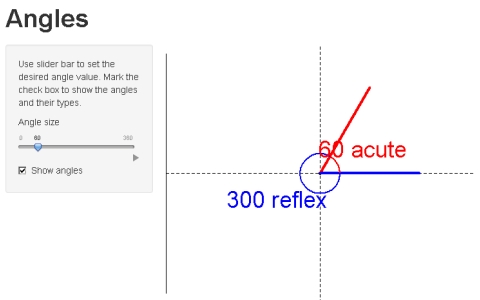 Angles
Use slider bar to set the
desired angle value. Mark the
check box to show the angles
and their types.
Angle size
0 60 360
Show angles
60 acute
300 reflex